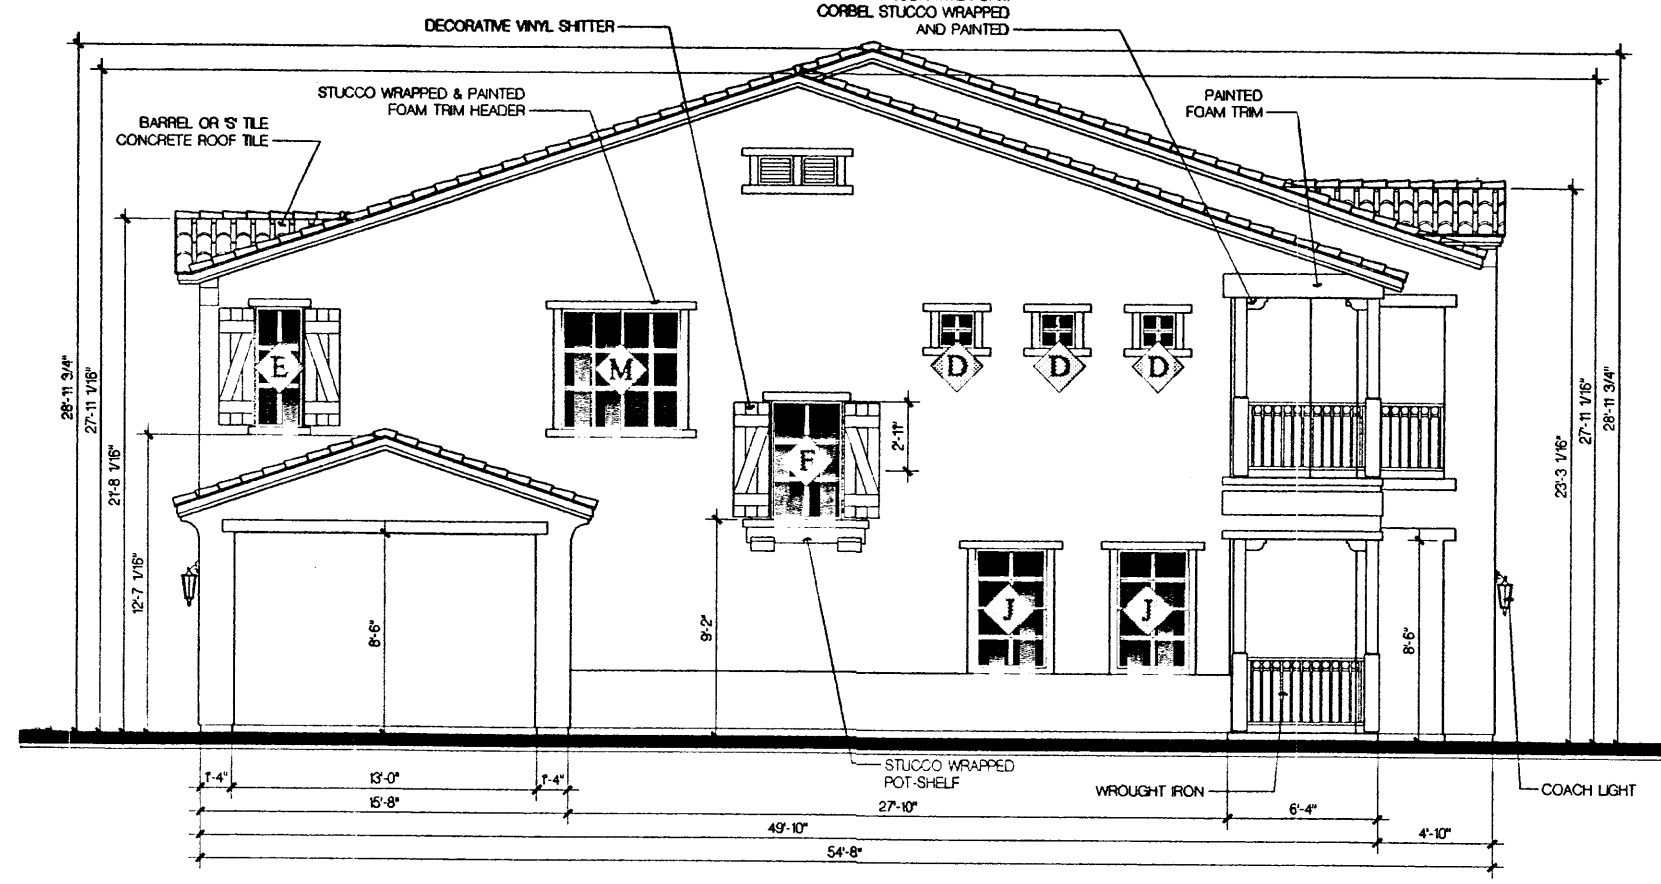 CORBEL STUCCO WRAPPED
AND PAINTED
DECORATIVE VINYL SHITTER
STUCCO WRAPPED & PAINTED
FOAM TRIM HEADER
PAINTED
FOAM TRIM
BARREL OR 'S' TILE
CONCRETE ROOF TILE
E
M
D
D
D
F
J
J
28'-11 3/4"
27'-11 1/16"
21'-8 1/16"
12'-7 1/16"
8'-6"
9'-2"
2'-11"
8'-6"
23'-3 1/16"
27'-11 1/16"
28'-11 3/4"
STUCCO WRAPPED
POT-SHELF
WROUGHT IRON
COACH LIGHT
1'-4"
13'-0"
1'-4"
15'-8"
27'-10"
6'-4"
49'-10"
4'-10"
54'-8"